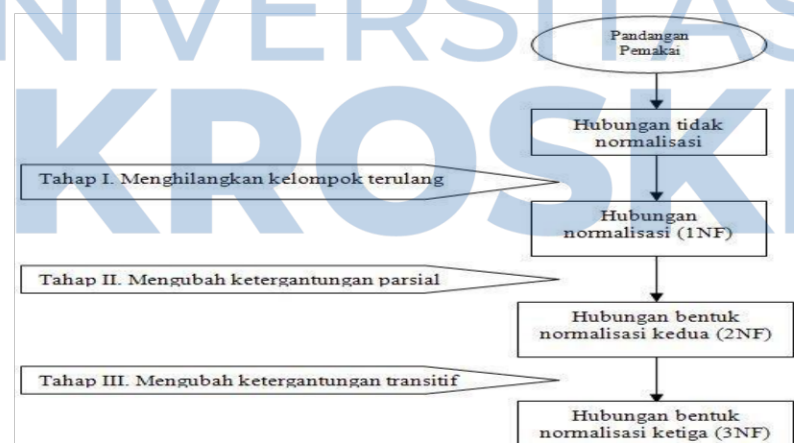 NIVERSITAS
KROSK
Pandangan
Pemakai
Hubungan tidak
normalisasi
Tahap I. Menghilangkan kelompok terulang
Hubungan
normalisasi (1NF)
Tahap II. Mengubah ketergantungan parsial
Hubungan bentuk
normalisasi kedua (2NF)
Tahap III. Mengubah ketergantungan transitif
Hubungan bentuk
normalisasi ketiga (3NF)